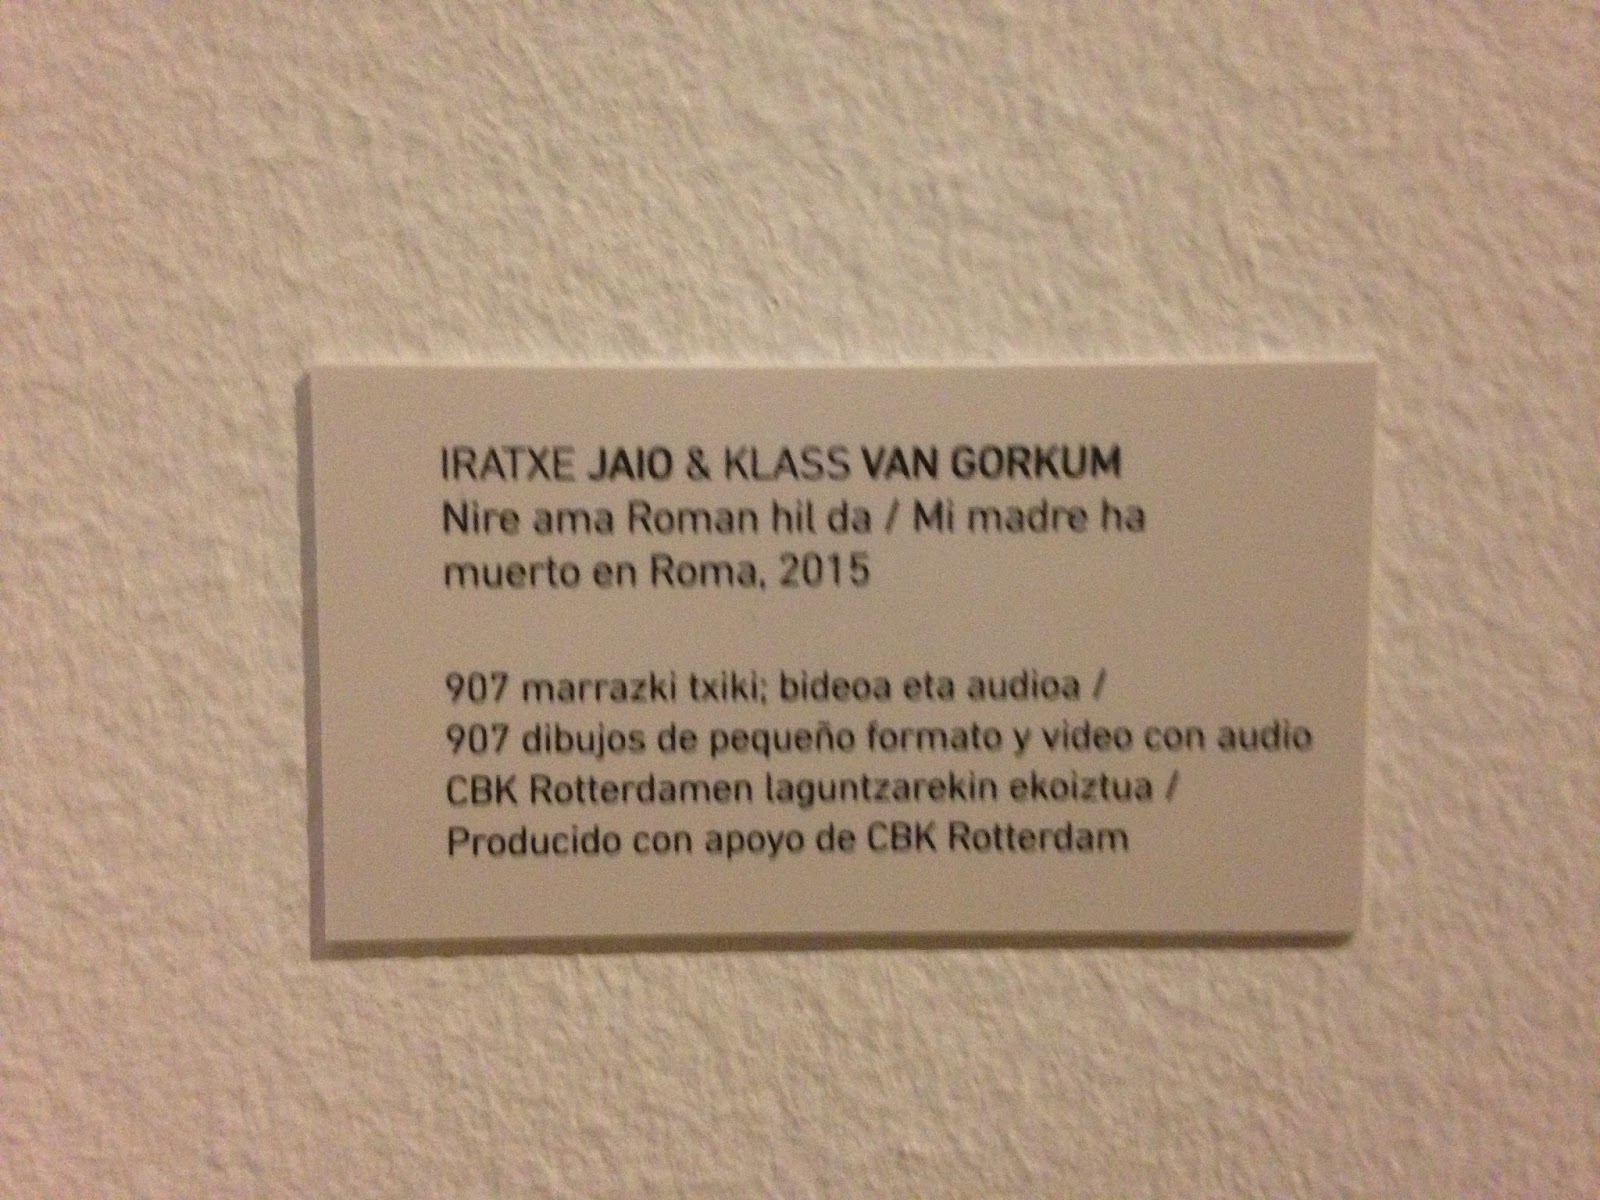 IRATXE JAIO & KLASS VAN GORKUM
Nire ama Roman hil da / Mi madre ha
muerto en Roma, 2015
907 marrazki txiki; bideoa eta audioa /
907 dibujos de pequeño formato y video con audio
CBK Rotterdamen laguntzarekin ekoiztua /
Producido con apoyo de CBK Rotterdam